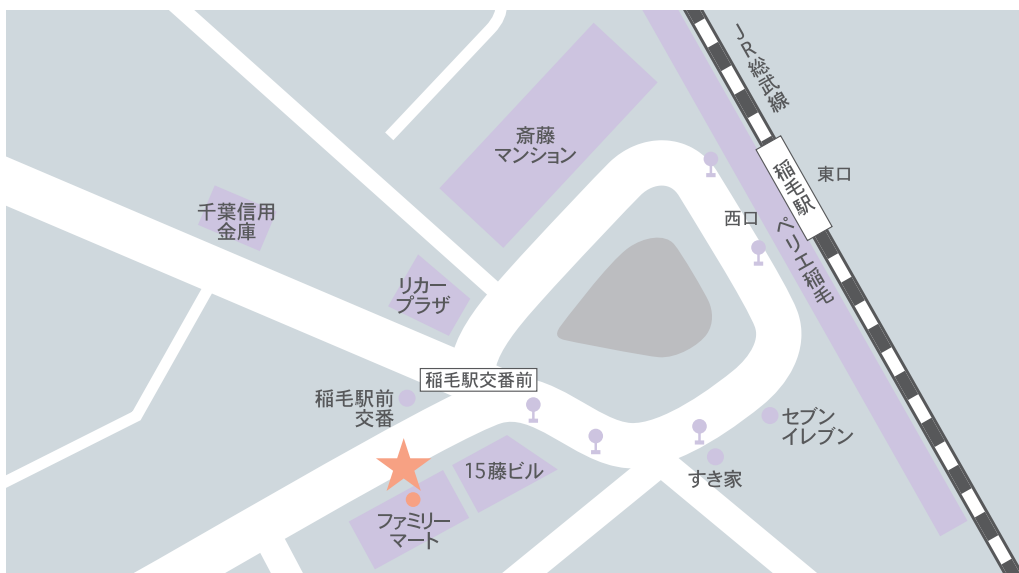 JR総武線
斎藤
マンション
稲毛駅
東口
千葉信用
金庫
西口
ペリエ稲毛
リカー
プラザ
稲毛駅交番前
稲毛駅前
交番
セブン
イレブン
15藤ビル
すき家
ファミリー
マート